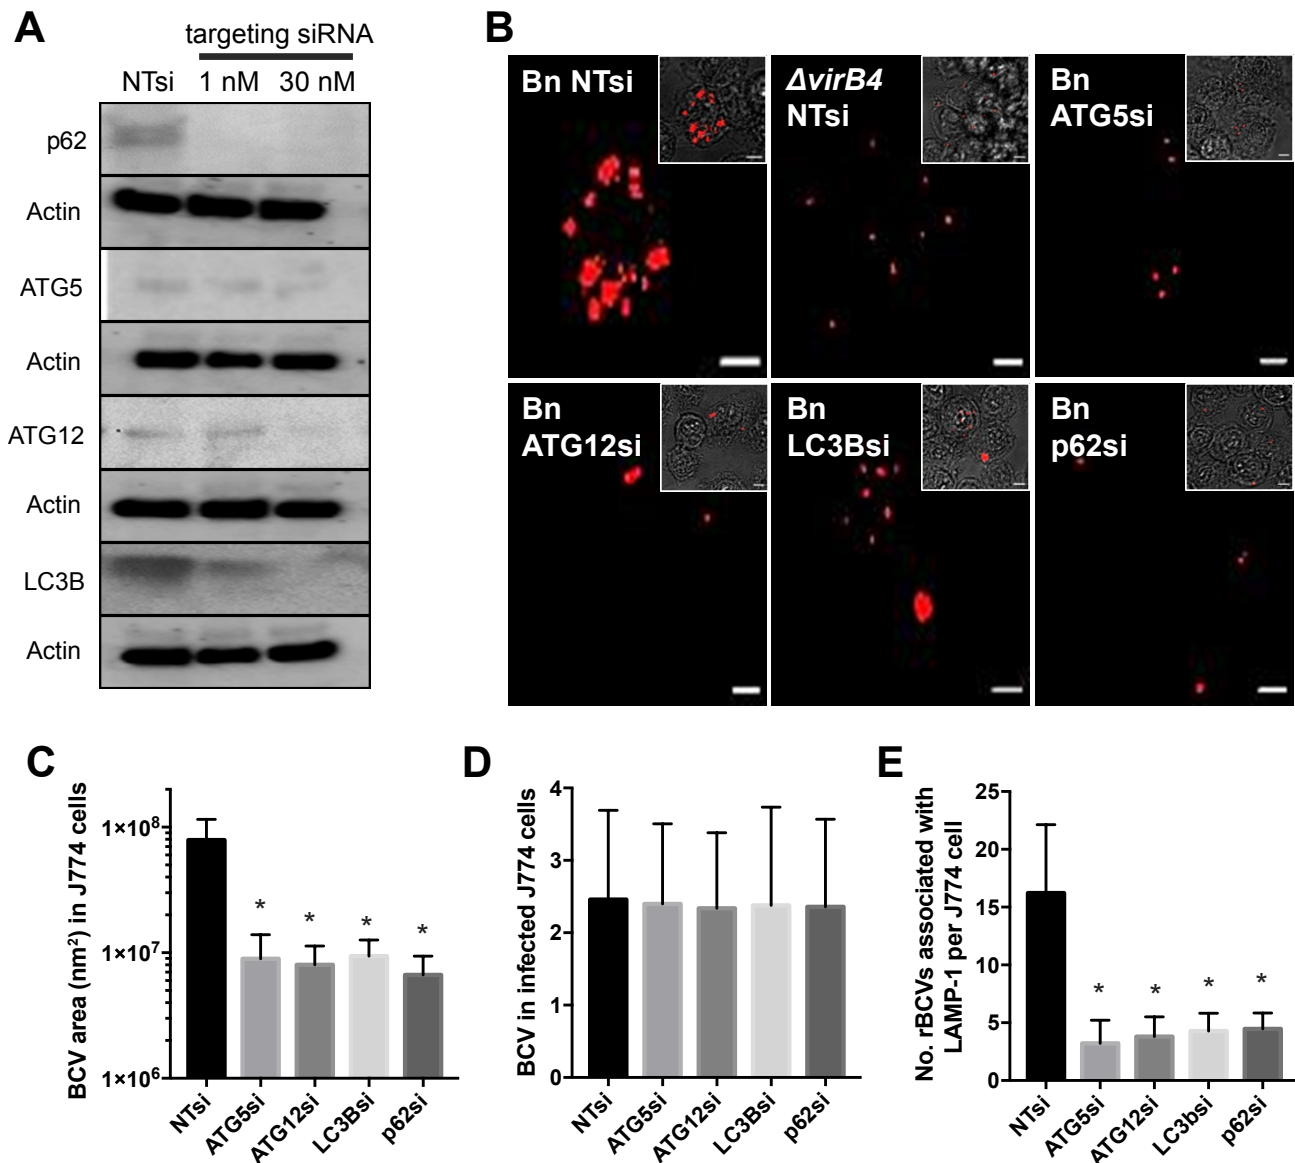 A
targeting siRNA
NTsi 1 nM 30 nM
p62
Actin
ATG5
Actin
ATG12
Actin
LC3B
Actin
B
Bn NTsi
ΔvirB4
NTsi
Bn
ATG5si
Bn
ATG12si
Bn
LC3Bsi
Bn
p62si
C
BCV area (nm²) in J774 cells
1×10⁸
1×10⁷
1×10⁶
* * * *
NTsi
ATG5si
ATG12si
LC3Bsi
p62si
D
BCV in infected J774 cells
4
3
2
1
0
NTsi
ATG5si
ATG12si
LC3Bsi
p62si
E
No. rBCVs associated with
LAMP-1 per J774 cell
25
20
15
10
5
0
* * * *
NTsi
ATG5si
ATG12si
LC3bsi
p62si